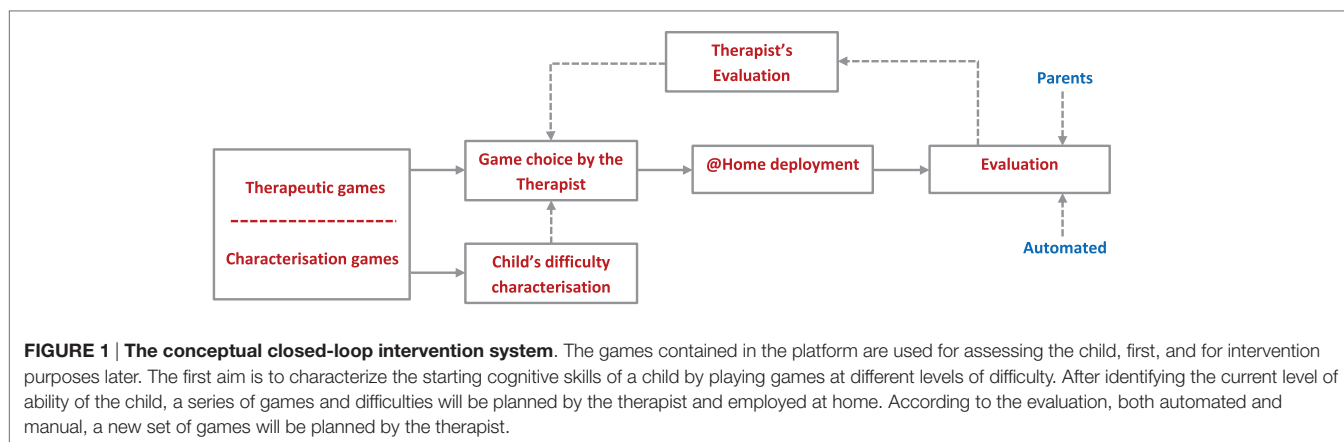 Therapist’s
Evaluation
Parents
Game choice by the
Therapist
@Home deployment
Evaluation
Therapeutic games
Characterisation games
Child’s difficulty
characterisation
Automated
FIGURE 1 | The conceptual closed-loop intervention system. The games contained in the platform are used for assessing the child, first, and for intervention
purposes later. The first aim is to characterize the starting cognitive skills of a child by playing games at different levels of difficulty. After identifying the current level of
ability of the child, a series of games and difficulties will be planned by the therapist and employed at home. According to the evaluation, both automated and
manual, a new set of games will be planned by the therapist.